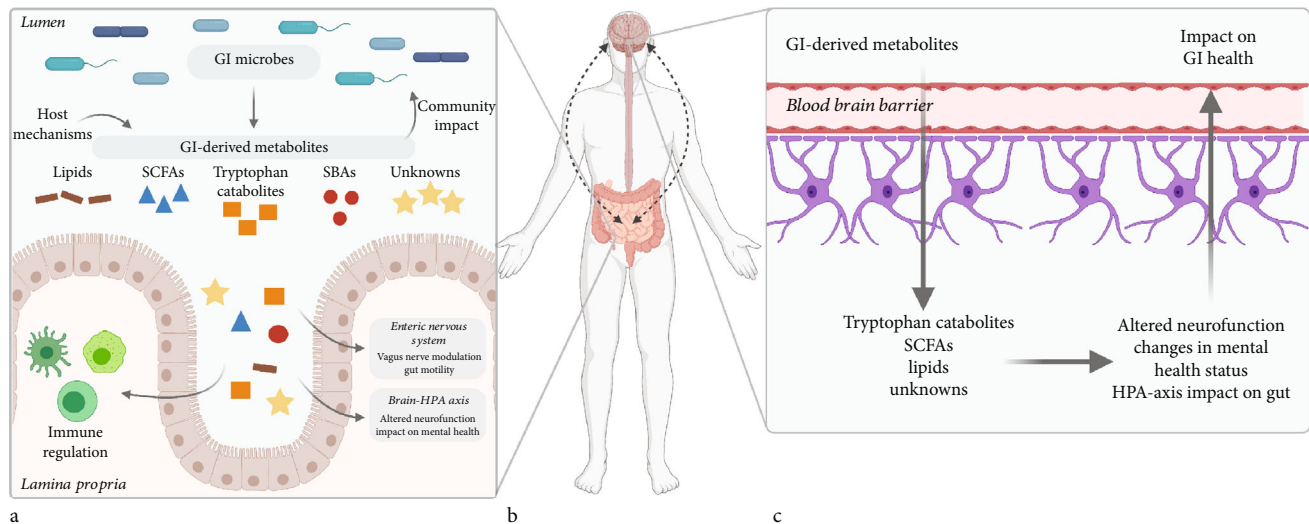 Lumen
GI microbes
Host
mechanisms
Community
impact
GI-derived metabolites
Lipids
SCFAs
Tryptophan
catabolites
SBAs
Unknowns
Enteric nervous
system
Vagus nerve modulation
gut motility
Brain-HPA axis
Altered neurofunction
impact on mental health
Immune
regulation
Lamina propria
a
b
GI-derived metabolites
Impact on
GI health
Blood brain barrier
Tryptophan catabolites
SCFAs
lipids
unknowns
Altered neurofunction
changes in mental
health status
HPA-axis impact on gut
c